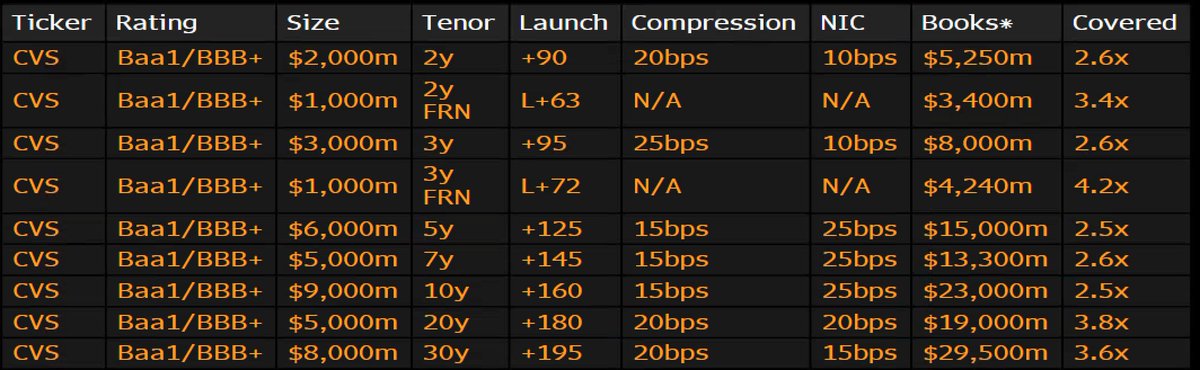 Ticker Rating Size Tenor Launch Compression NIC Books* Covered
CVS Baa1/BBB+ $2,000m 2y +90 20bps 10bps $5,250m 2.6x
CVS Baa1/BBB+ $1,000m 2y FRN L+63 N/A N/A $3,400m 3.4x
CVS Baa1/BBB+ $3,000m 3y +95 25bps 10bps $8,000m 2.6x
CVS Baa1/BBB+ $1,000m 3y FRN L+72 N/A N/A $4,240m 4.2x
CVS Baa1/BBB+ $6,000m 5y +125 15bps 25bps $15,000m 2.5x
CVS Baa1/BBB+ $5,000m 7y +145 15bps 25bps $13,300m 2.6x
CVS Baa1/BBB+ $9,000m 10y +160 15bps 25bps $23,000m 2.5x
CVS Baa1/BBB+ $5,000m 20y +180 20bps 20bps $19,000m 3.8x
CVS Baa1/BBB+ $8,000m 30y +195 20bps 15bps $29,500m 3.6x